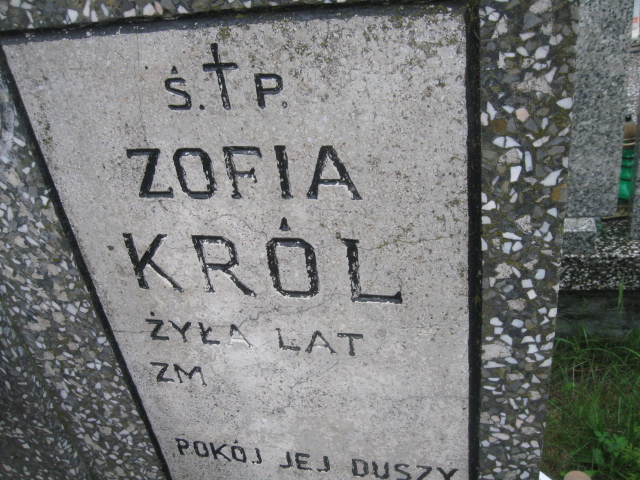 Ś. † P.
ZOFIA
KRÓL
ŻYŁA LAT
ZM
POKÓJ JEJ DUSZY